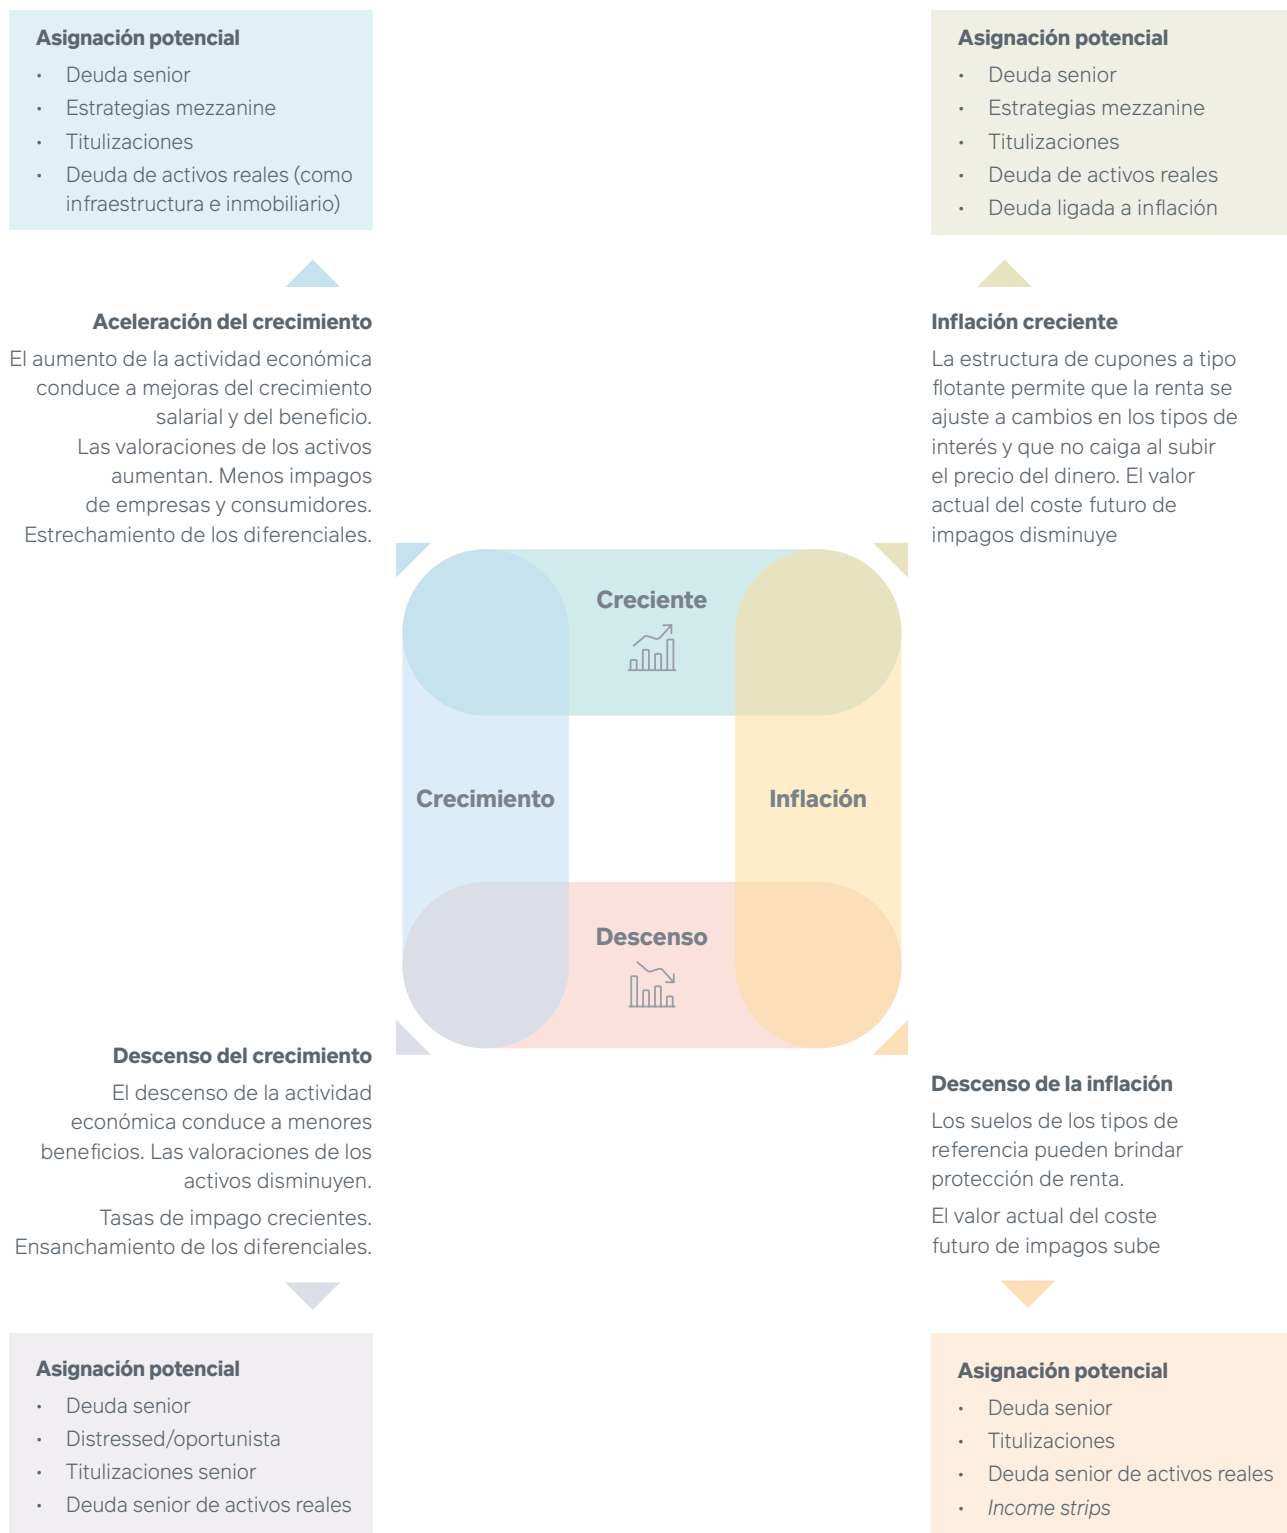 Asignación potencial
• Deuda senior
• Estrategias mezzanine
• Titulizaciones
• Deuda de activos reales (como
infraestructura e inmobiliario)
Asignación potencial
• Deuda senior
• Estrategias mezzanine
• Titulizaciones
• Deuda de activos reales
• Deuda ligada a inflación
Aceleración del crecimiento
El aumento de la actividad económica
conduce a mejoras del crecimiento
salarial y del beneficio.
Las valoraciones de los activos
aumentan. Menos impagos
de empresas y consumidores.
Estrechamiento de los diferenciales.
Inflación creciente
La estructura de cupones a tipo
flotante permite que la renta se
ajuste a cambios en los tipos de
interés y que no caiga al subir
el precio del dinero. El valor
actual del coste futuro de
impagos disminuye
Creciente
Crecimiento
Inflación
Descenso
Descenso del crecimiento
El descenso de la actividad
económica conduce a menores
beneficios. Las valoraciones de los
activos disminuyen.
Tasas de impago crecientes.
Ensanchamiento de los diferenciales.
Descenso de la inflación
Los suelos de los tipos de
referencia pueden brindar
protección de renta.
El valor actual del coste
futuro de impagos sube
Asignación potencial
• Deuda senior
• Distressed/oportunista
• Titulizaciones senior
• Deuda senior de activos reales
Asignación potencial
• Deuda senior
• Titulizaciones
• Deuda senior de activos reales
• Income strips